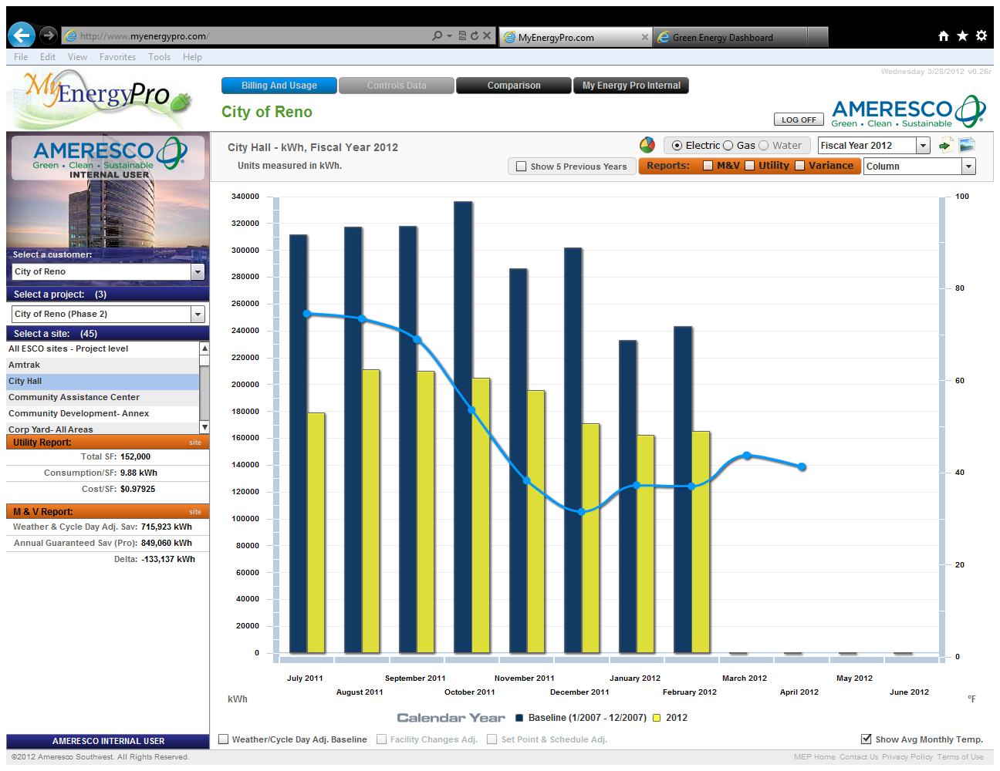 http://www.myenergypro.com/
MyEnergyPro.com
Green Energy Dashboard
File Edit View Favorites Tools Help
Wednesday 3/28/2012 v0.26r
MyEnergyPro
Billing And Usage
Controls Data
Comparison
My Energy Pro Internal
City of Reno
LOG OFF
AMERESCO
Green • Clean • Sustainable
AMERESCO
Green • Clean • Sustainable
INTERNAL USER
Select a customer:
City of Reno
Select a project: (3)
City of Reno (Phase 2)
Select a site: (45)
All ESCO sites - Project level
Amtrak
City Hall
Community Assistance Center
Community Development- Annex
Corp Yard- All Areas
Utility Report: site
Total SF: 152,000
Consumption/SF: 9.88 kWh
Cost/SF: $0.97925
M & V Report: site
Weather & Cycle Day Adj. Sav: 715,923 kWh
Annual Guaranteed Sav (Pro): 849,060 kWh
Delta: -133,137 kWh
AMERESCO INTERNAL USER
City Hall - kWh, Fiscal Year 2012
Units measured in kWh.
Electric Gas Water
Fiscal Year 2012
Show 5 Previous Years
Reports: M&V Utility Variance
Column
340000
320000
300000
280000
260000
240000
220000
200000
180000
160000
140000
120000
100000
80000
60000
40000
20000
0
100
80
60
40
20
0
July 2011
August 2011
September 2011
October 2011
November 2011
December 2011
January 2012
February 2012
March 2012
April 2012
May 2012
June 2012
kWh
°F
Calendar Year Baseline (1/2007 - 12/2007) 2012
Weather/Cycle Day Adj. Baseline Facility Changes Adj. Set Point & Schedule Adj.
Show Avg Monthly Temp.
©2012 Ameresco Southwest. All Rights Reserved.
MEP Home Contact Us Privacy Policy Terms of Use